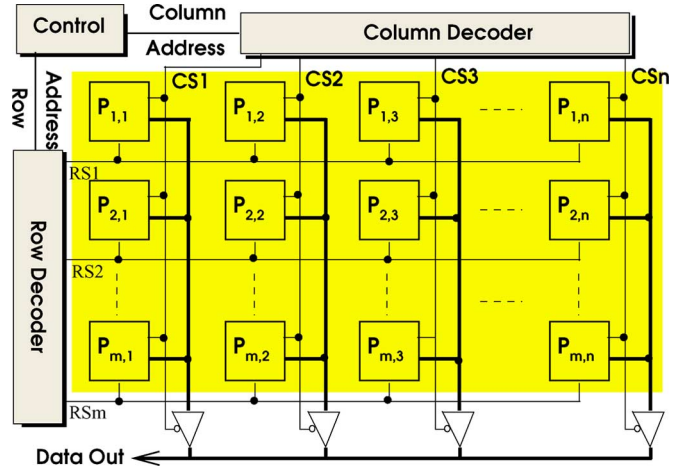 Control
Column
Address
Column Decoder
Row
Address
CS1
CS2
CS3
CSn
P1,1
P1,2
P1,3
P1,n
RS1
Row Decoder
P2,1
P2,2
P2,3
P2,n
RS2
Pm,1
Pm,2
Pm,3
Pm,n
RSm
Data Out